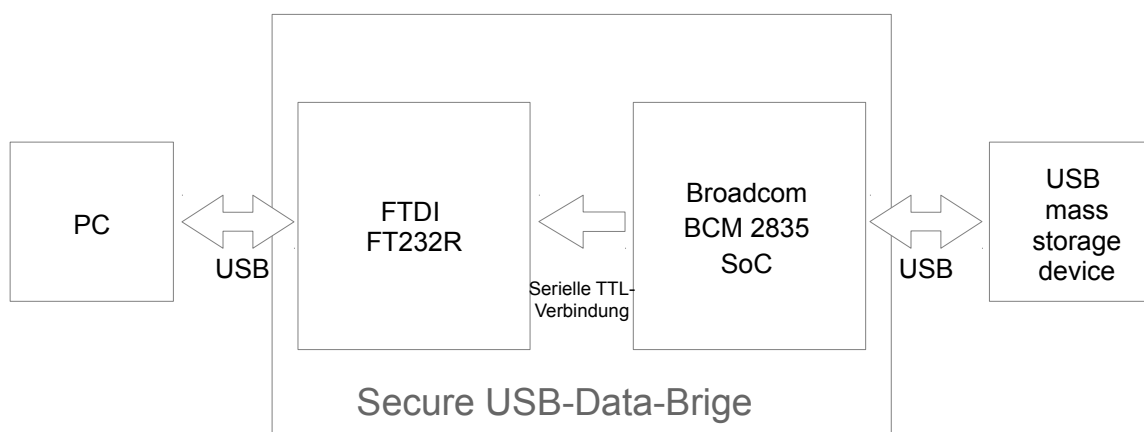 PC
USB
FTDI
FT232R
Serielle TTL-
Verbindung
Broadcom
BCM 2835
SoC
USB
USB
mass
storage
device
Secure USB-Data-Brige